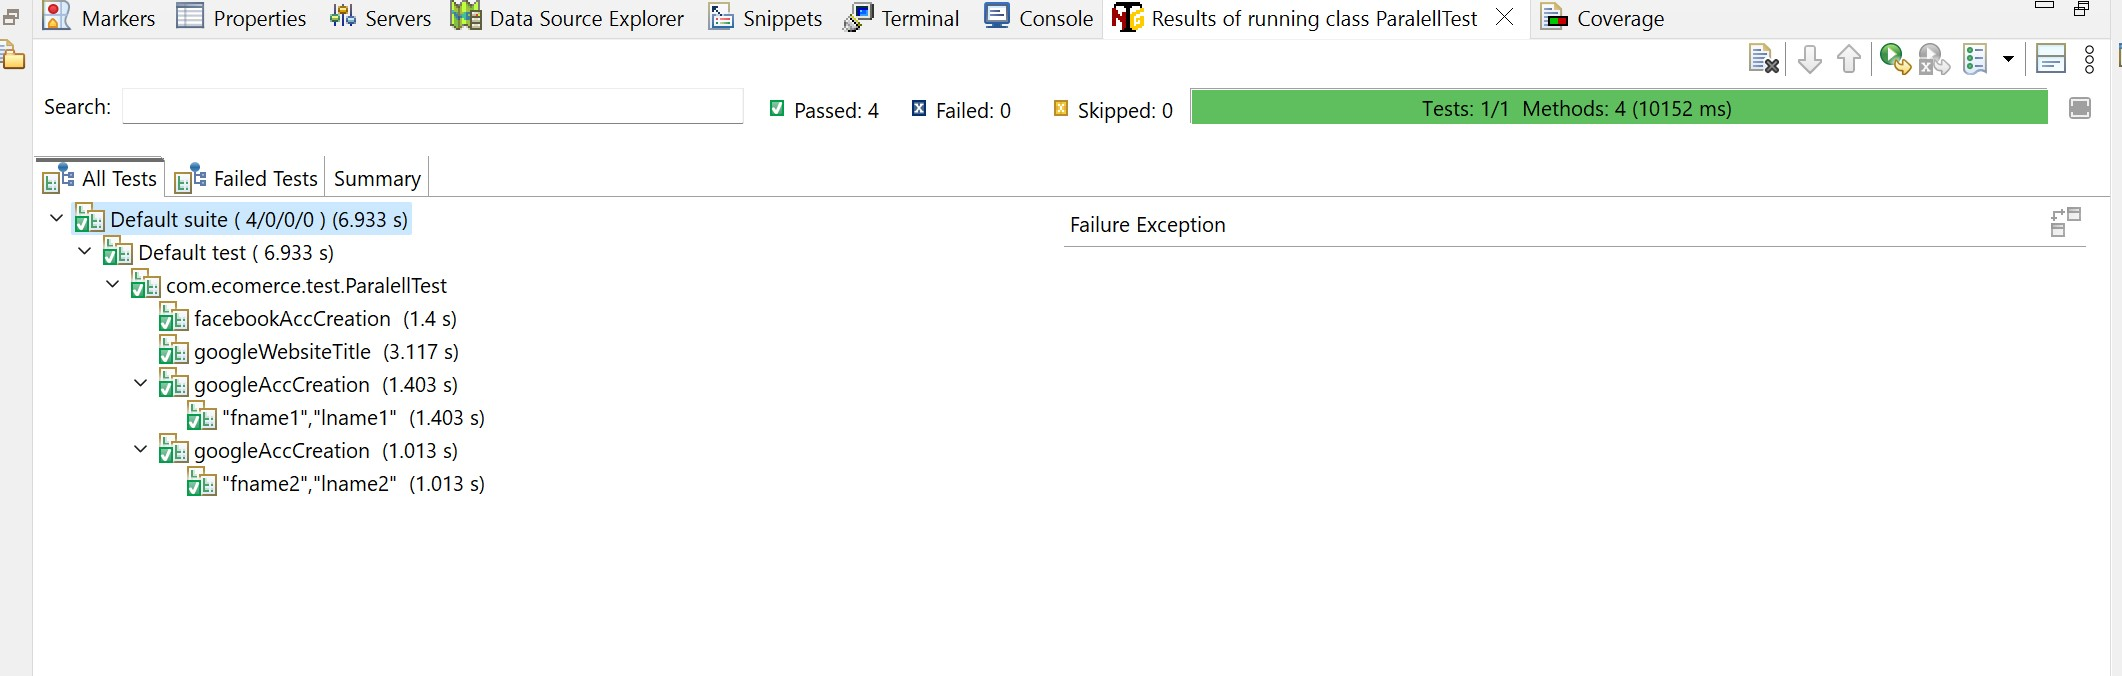 Markers Properties Servers Data Source Explorer Snippets Terminal Console Results of running class ParalellTest Coverage
Search: Passed: 4 Failed: 0 Skipped: 0 Tests: 1/1 Methods: 4 (10152 ms)
All Tests Failed Tests Summary
Default suite ( 4/0/0/0 ) (6.933 s)
Failure Exception
Default test ( 6.933 s)
com.ecomerce.test.ParalellTest
facebookAccCreation (1.4 s)
googleWebsiteTitle (3.117 s)
googleAccCreation (1.403 s)
"fname1","lname1" (1.403 s)
googleAccCreation (1.013 s)
"fname2","lname2" (1.013 s)